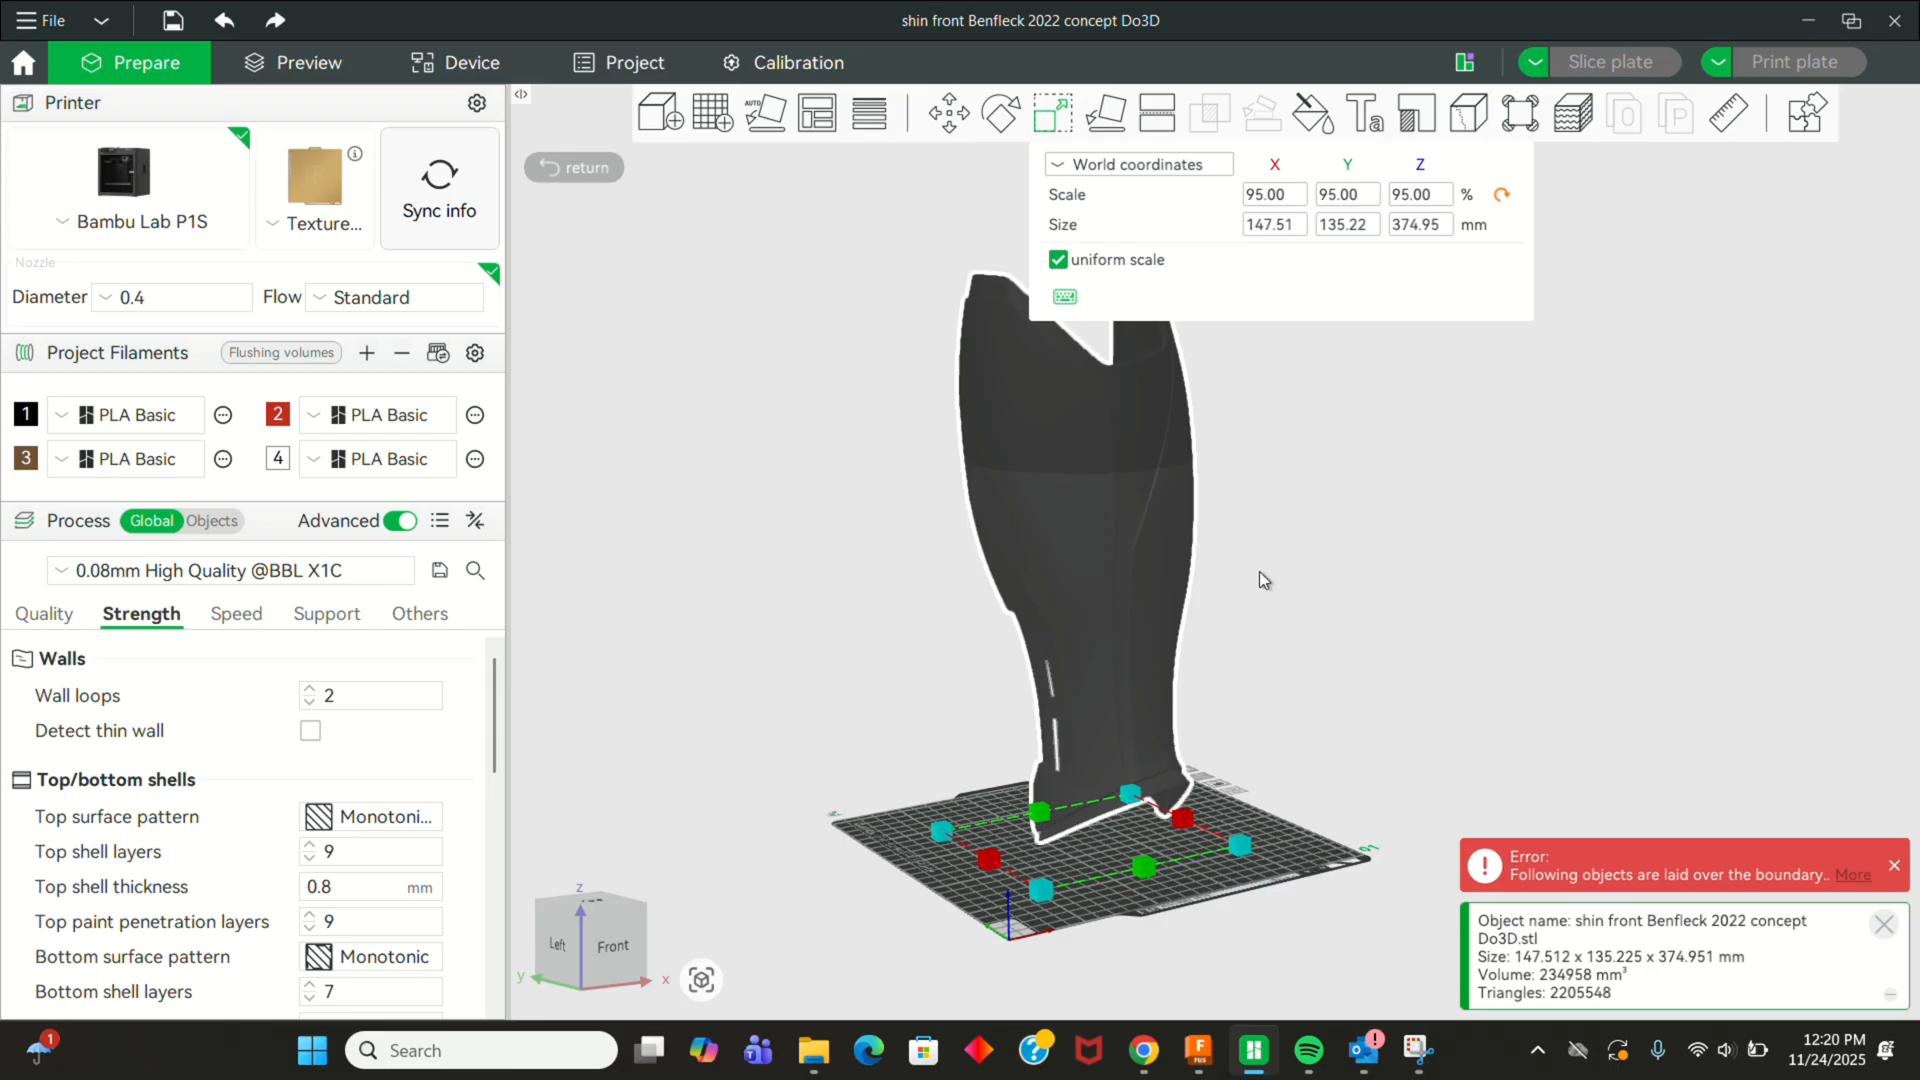 File
shin front Benfleck 2022 concept Do3D
Prepare
Preview
Device
Project
Calibration
Slice plate
Print plate
Printer
Bambu Lab P1S
Texture...
Sync info
Nozzle
Diameter
0.4
Flow
Standard
Project Filaments
Flushing volumes
1 PLA Basic
2 PLA Basic
3 PLA Basic
4 PLA Basic
Process
Global
Objects
Advanced
0.08mm High Quality @BBL X1C
Quality
Strength
Speed
Support
Others
Walls
Wall loops
2
Detect thin wall
Top/bottom shells
Top surface pattern
Monotoni...
Top shell layers
9
Top shell thickness
0.8 mm
Top paint penetration layers
9
Bottom surface pattern
Monotonic
Bottom shell layers
7
AUTO
return
World coordinates
X Y Z
Scale
95.00 95.00 95.00 %
Size
147.51 135.22 374.95 mm
uniform scale
z
Left
Front
y
x
Error:
Following objects are laid over the boundary.. More
Object name: shin front Benfleck 2022 concept
Do3D.stl
Size: 147.512 x 135.225 x 374.951 mm
Volume: 234958 mm³
Triangles: 2205548
1
Search
12:20 PM
11/24/2025